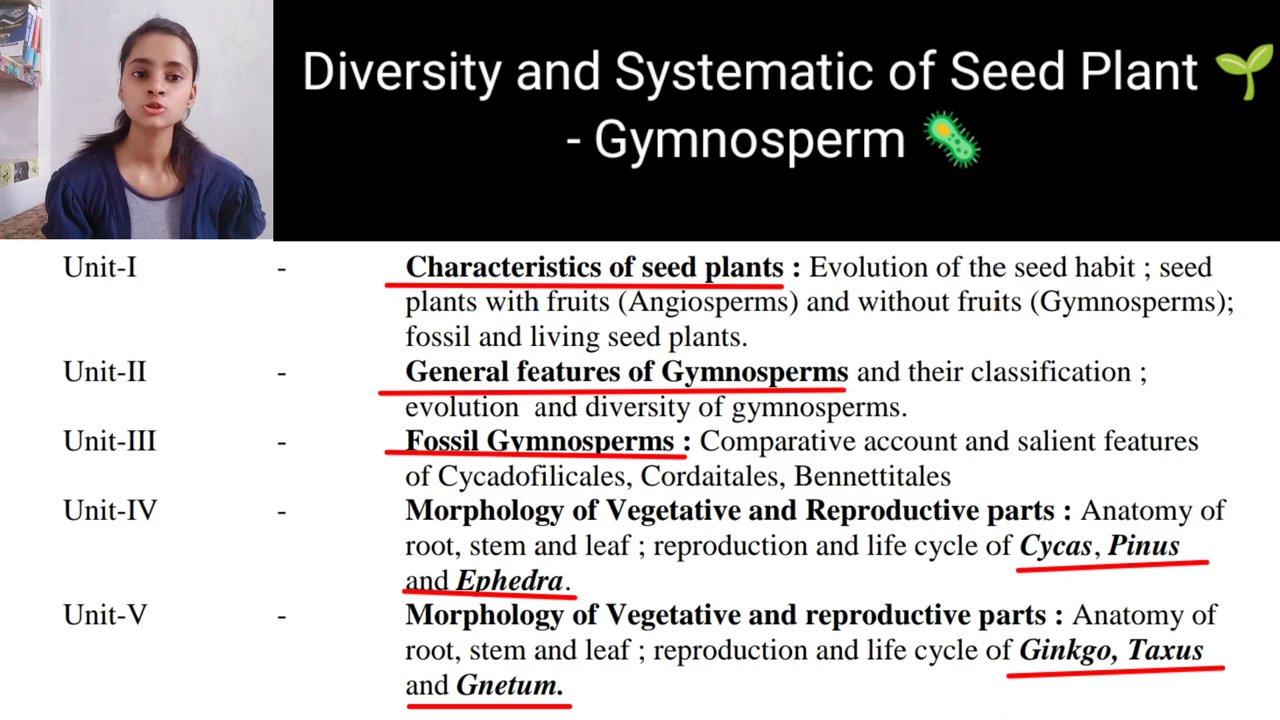 Diversity and Systematic of Seed Plant 🌱
- Gymnosperm 🦠
Unit-I - Characteristics of seed plants : Evolution of the seed habit ; seed
plants with fruits (Angiosperms) and without fruits (Gymnosperms);
fossil and living seed plants.
Unit-II - General features of Gymnosperms and their classification ;
evolution and diversity of gymnosperms.
Unit-III - Fossil Gymnosperms : Comparative account and salient features
of Cycadofilicales, Cordaitales, Bennettitales
Unit-IV - Morphology of Vegetative and Reproductive parts : Anatomy of
root, stem and leaf ; reproduction and life cycle of Cycas, Pinus
and Ephedra.
Unit-V - Morphology of Vegetative and reproductive parts : Anatomy of
root, stem and leaf ; reproduction and life cycle of Ginkgo, Taxus
and Gnetum.